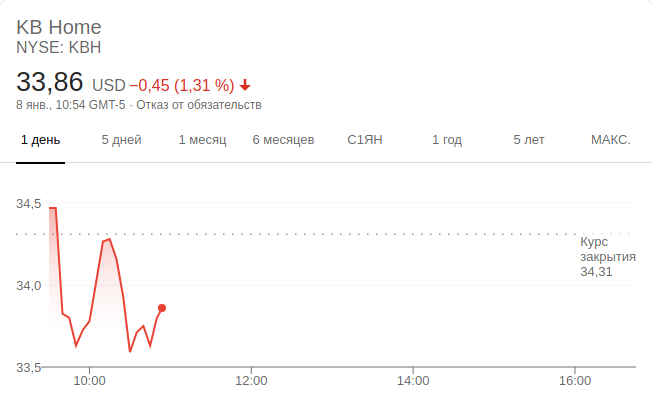 KB Home
NYSE: KBH
33,86 USD −0,45 (1,31 %)
8 янв., 10:54 GMT-5 · Отказ от обязательств
1 день 5 дней 1 месяц 6 месяцев С1ЯН 1 год 5 лет МАКС.
34,5
Курс
закрытия
34,31
34,0
33,5
10:00 12:00 14:00 16:00